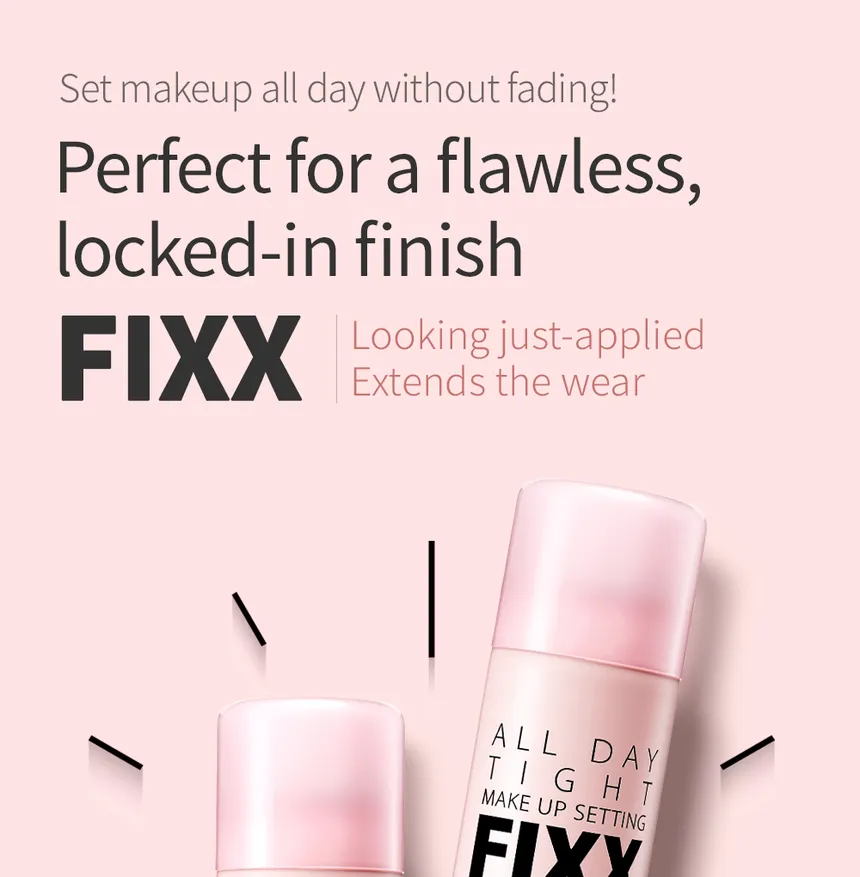 Set makeup all day without fading!
Perfect for a flawless,
locked-in finish
FIXX
Looking just-applied
Extends the wear
ALL DAY
TIGHT
MAKE UP SETTING
FIXX